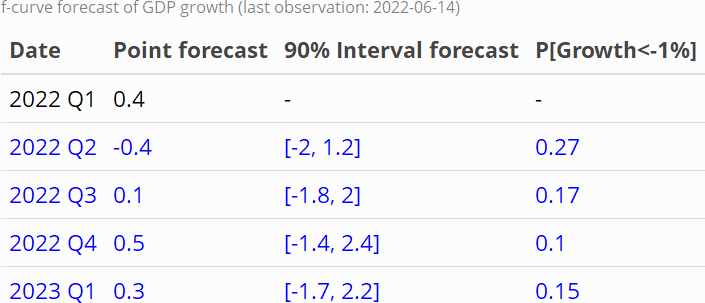 f-curve forecast of GDP growth (last observation: 2022-06-14)
Date Point forecast 90% Interval forecast P[Growth<-1%]
2022 Q1 0.4 - -
2022 Q2 -0.4 [-2, 1.2] 0.27
2022 Q3 0.1 [-1.8, 2] 0.17
2022 Q4 0.5 [-1.4, 2.4] 0.1
2023 Q1 0.3 [-1.7, 2.2] 0.15